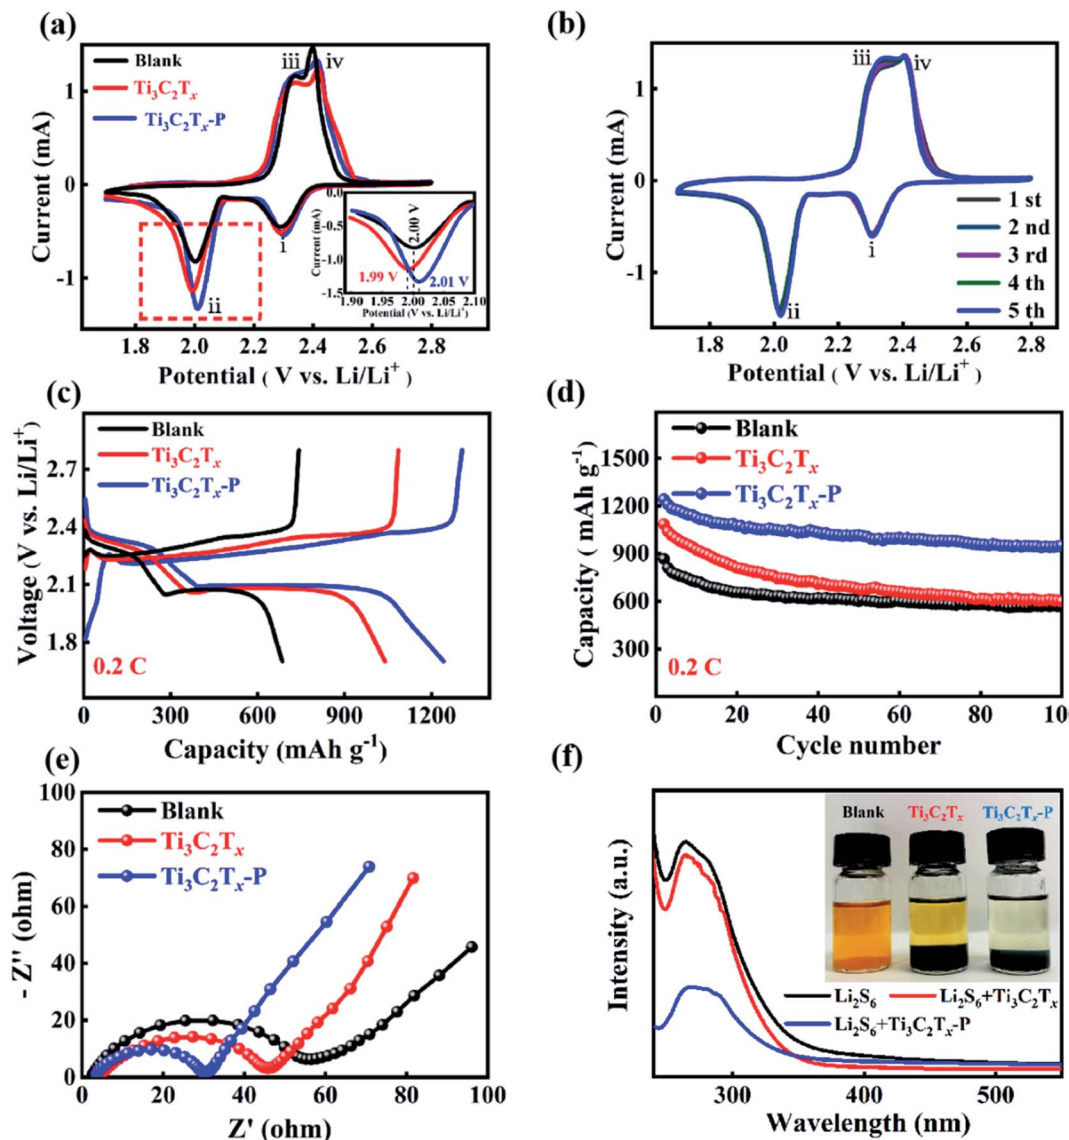 (a)
Blank
Ti₃C₂Tₓ
Ti₃C₂Tₓ-P
iii
iv
i
ii
1
0
-1
Current (mA)
1.8 2.0 2.2 2.4 2.6 2.8
Potential ( V vs. Li/Li⁺
0.0
-0.5
-1.0
-1.5
Current (mA)
2.00 V
1.99 V
2.01 V
1.90 1.95 2.00 2.05 2.10
Potential (V vs. Li/Li⁺)
(b)
iii
iv
i
ii
1 st
2 nd
3 rd
4 th
5 th
1
0
-1
Current (mA)
1.8 2.0 2.2 2.4 2.6 2.8
Potential ( V vs. Li/Li⁺
(c)
Blank
Ti₃C₂Tₓ
Ti₃C₂Tₓ-P
2.7
2.4
2.1
1.8
Voltage (V vs. Li/Li⁺)
0.2 C
0 300 600 900 1200
Capacity (mAh g⁻¹)
(d)
Blank
Ti₃C₂Tₓ
Ti₃C₂Tₓ-P
1500
1200
900
600
300
Capacity ( mAh g⁻¹)
0.2 C
0 20 40 60 80 100
Cycle number
(e)
Blank
Ti₃C₂Tₓ
Ti₃C₂Tₓ-P
100
80
60
40
20
0
- Z'' (ohm)
0 20 40 60 80 100
Z' (ohm)
(f)
Blank Ti₃C₂Tₓ Ti₃C₂Tₓ-P
Li₂S₆ Li₂S₆+Ti₃C₂Tₓ
Li₂S₆+Ti₃C₂Tₓ-P
Intensity (a.u.)
300 400 500
Wavelength (nm)